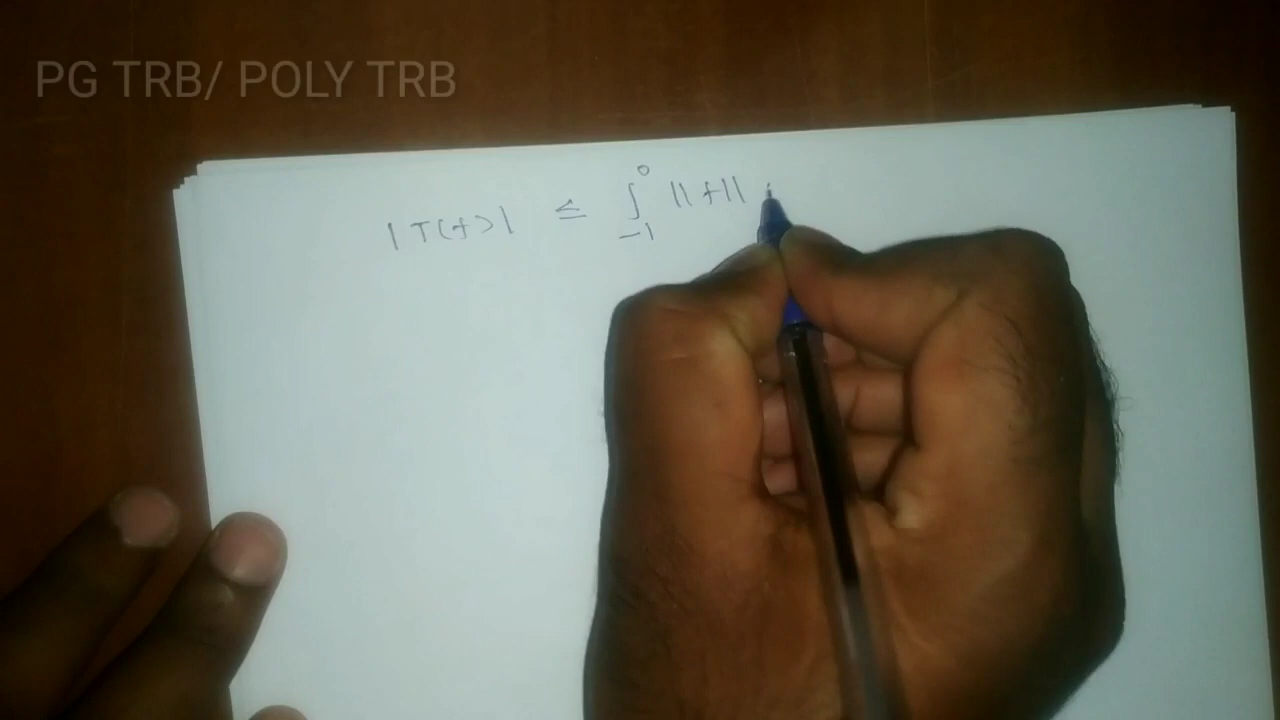 PG TRB/ POLY TRB
|T(f)| ≤ ∫₋₁⁰ ||f||